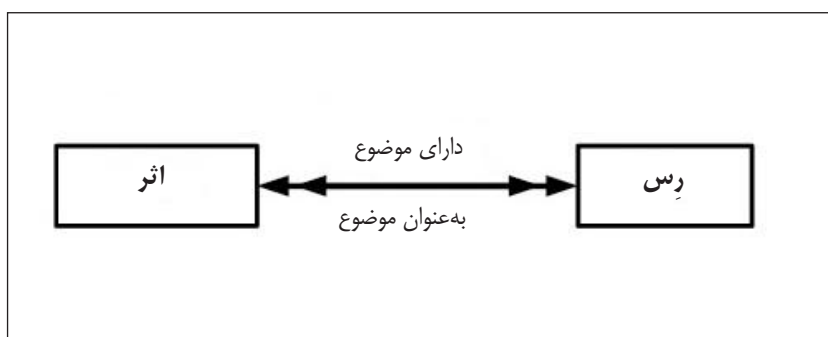 دارای موضوع
رِس
اثر
به‌عنوان موضوع